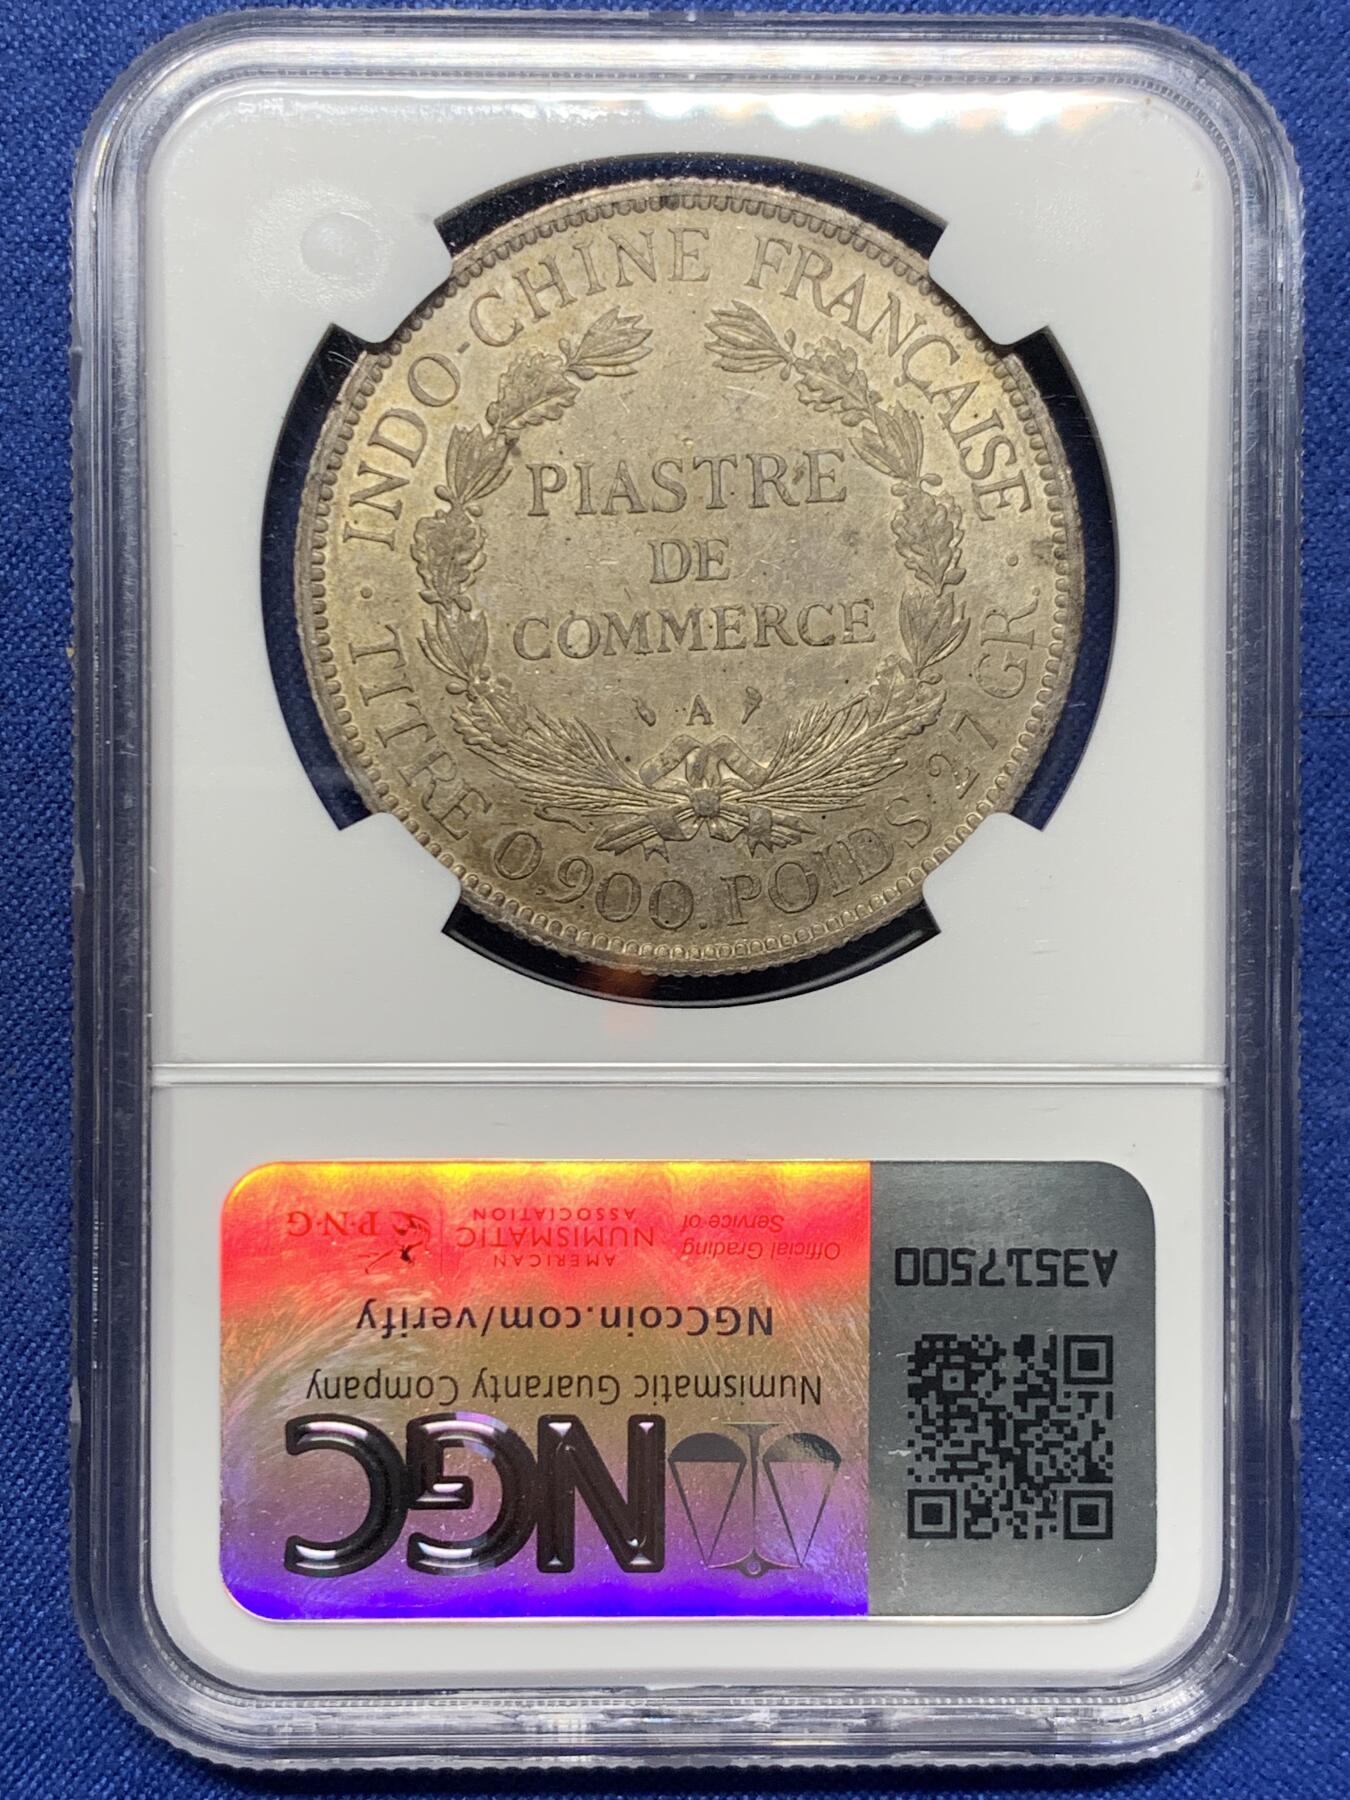 INDO-CHINE FRANÇAISE
· TITRE 0,900. POIDS 27 GR. ·
PIASTRE
DE
COMMERCE
A
NGC
Numismatic Guaranty Company
NGCcoin.com/verify
Official Grading
Service of
AMERICAN
NUMISMATIC
ASSOCIATION
P·N·G
A3517500